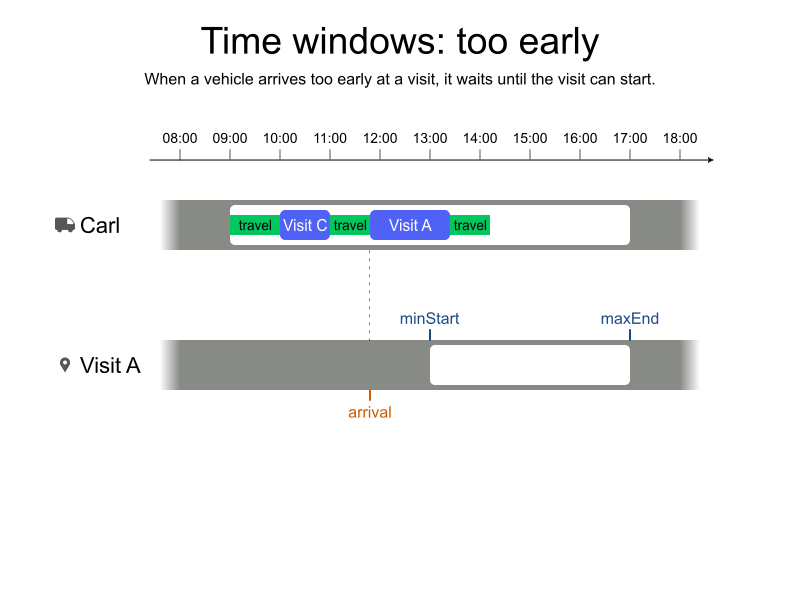 Time windows: too early
When a vehicle arrives too early at a visit, it waits until the visit can start.
08:00 09:00 10:00 11:00 12:00 13:00 14:00 15:00 16:00 17:00 18:00
Carl
travel Visit C travel Visit A travel
minStart maxEnd
Visit A
arrival